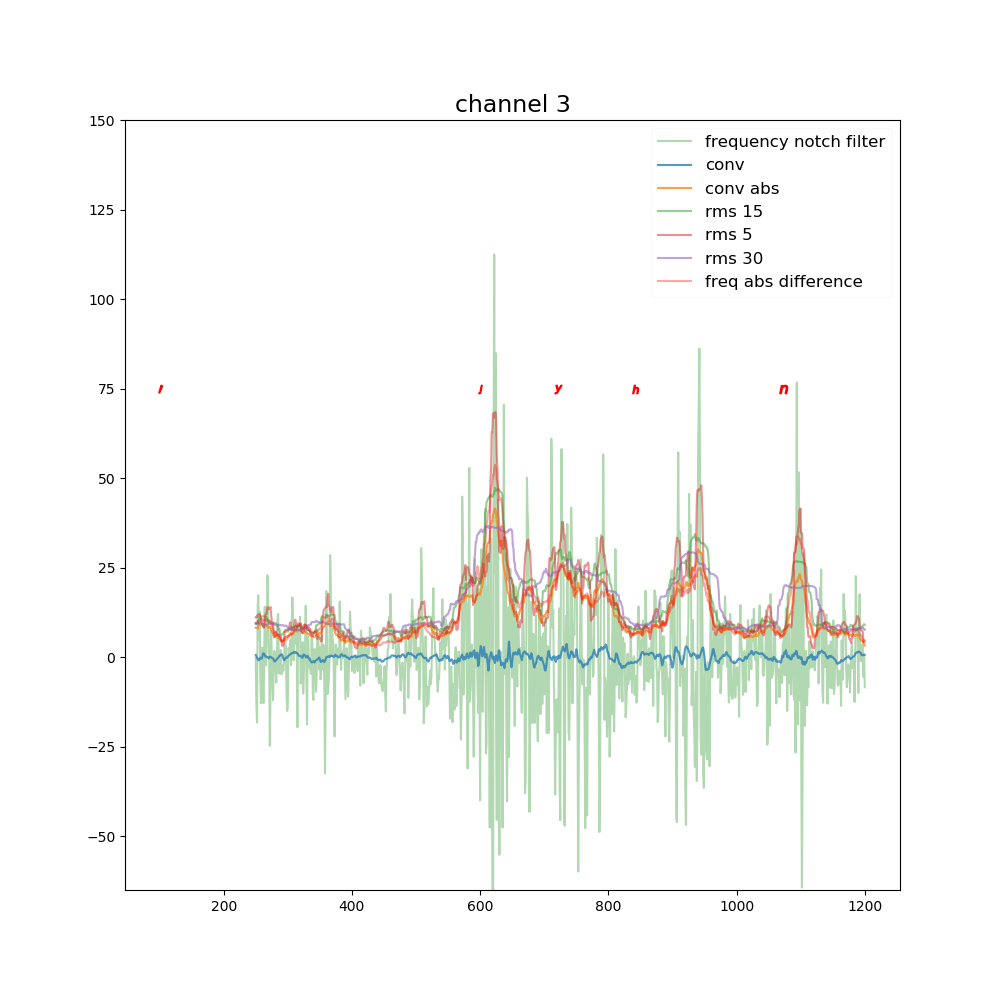 channel 3
150
125
100
75
50
25
0
−25
−50
frequency notch filter
conv
conv abs
rms 15
rms 5
rms 30
freq abs difference
j y h n
200 400 600 800 1000 1200